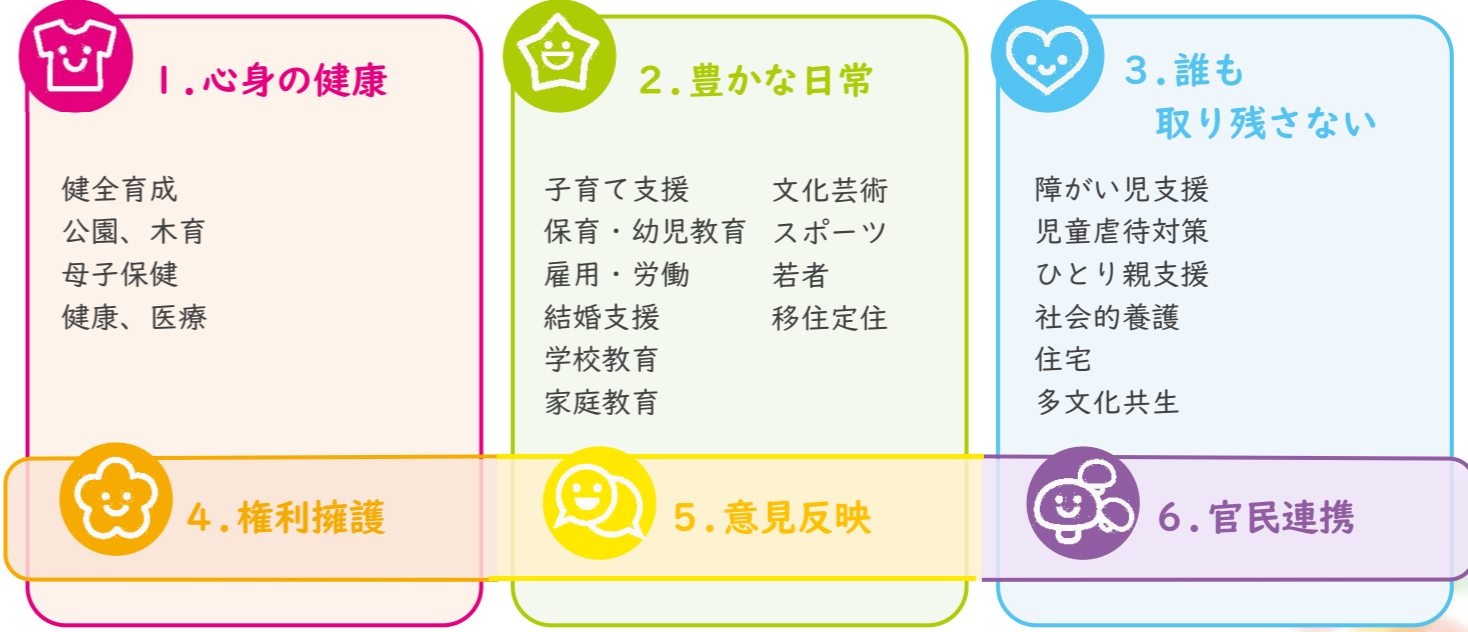 1.心身の健康
健全育成
公園、木育
母子保健
健康、医療
2.豊かな日常
子育て支援
保育・幼児教育
雇用・労働
結婚支援
学校教育
家庭教育
文化芸術
スポーツ
若者
移住定住
3.誰も
取り残さない
障がい児支援
児童虐待対策
ひとり親支援
社会的養護
住宅
多文化共生
4.権利擁護
5.意見反映
6.官民連携